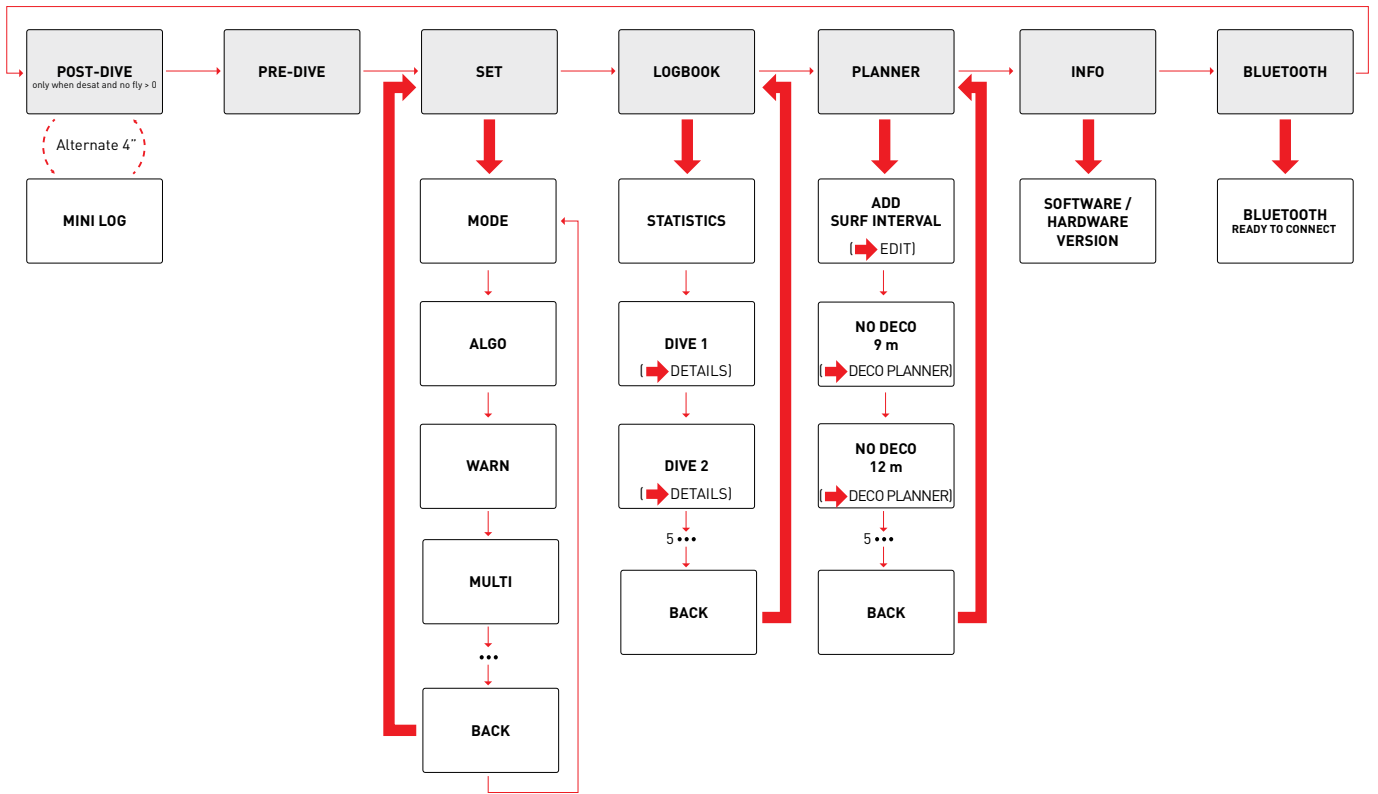 POST-DIVE
only when desat and no fly > 0
PRE-DIVE
SET
LOGBOOK
PLANNER
INFO
BLUETOOTH
Alternate 4"
MINI LOG
MODE
ALGO
WARN
MULTI
•••
BACK
STATISTICS
DIVE 1
( DETAILS)
DIVE 2
( DETAILS)
5 •••
BACK
ADD
SURF INTERVAL
( EDIT)
NO DECO
9 m
( DECO PLANNER)
NO DECO
12 m
( DECO PLANNER)
5 •••
BACK
SOFTWARE /
HARDWARE
VERSION
BLUETOOTH
READY TO CONNECT